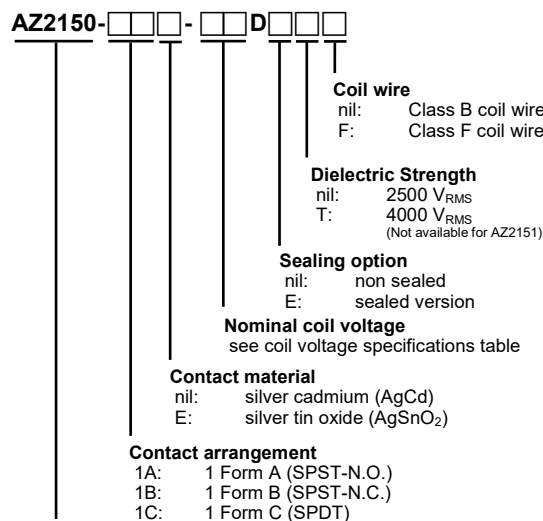 AZ2150-□□□-□□D□□□
Coil wire
nil: Class B coil wire
F: Class F coil wire
Dielectric Strength
nil: 2500 VRMS
T: 4000 VRMS
(Not available for AZ2151)
Sealing option
nil: non sealed
E: sealed version
Nominal coil voltage
see coil voltage specifications table
Contact material
nil: silver cadmium (AgCd)
E: silver tin oxide (AgSnO₂)
Contact arrangement
1A: 1 Form A (SPST-N.O.)
1B: 1 Form B (SPST-N.C.)
1C: 1 Form C (SPDT)